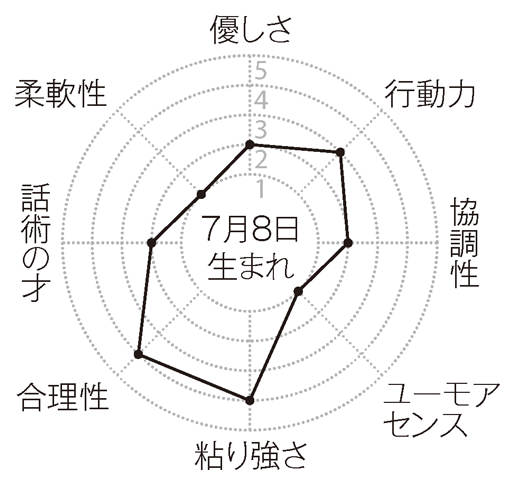 優しさ
行動力
協調性
ユーモア
センス
粘り強さ
合理性
話術の才
柔軟性
5
4
3
2
1
7月8日
生まれ